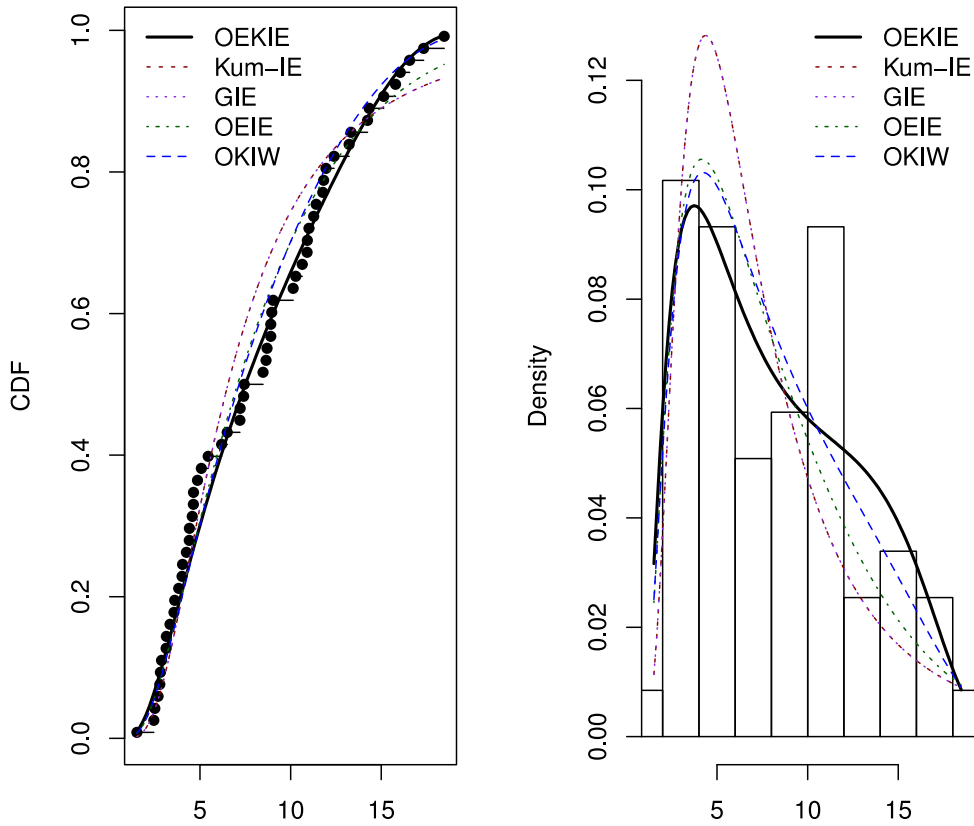 OEKIE
Kum-IE
GIE
OEIE
OKIW
CDF
1.0
0.8
0.6
0.4
0.2
0.0
5
10
15
OEKIE
Kum-IE
GIE
OEIE
OKIW
Density
0.12
0.10
0.08
0.06
0.04
0.02
0.00
5
10
15